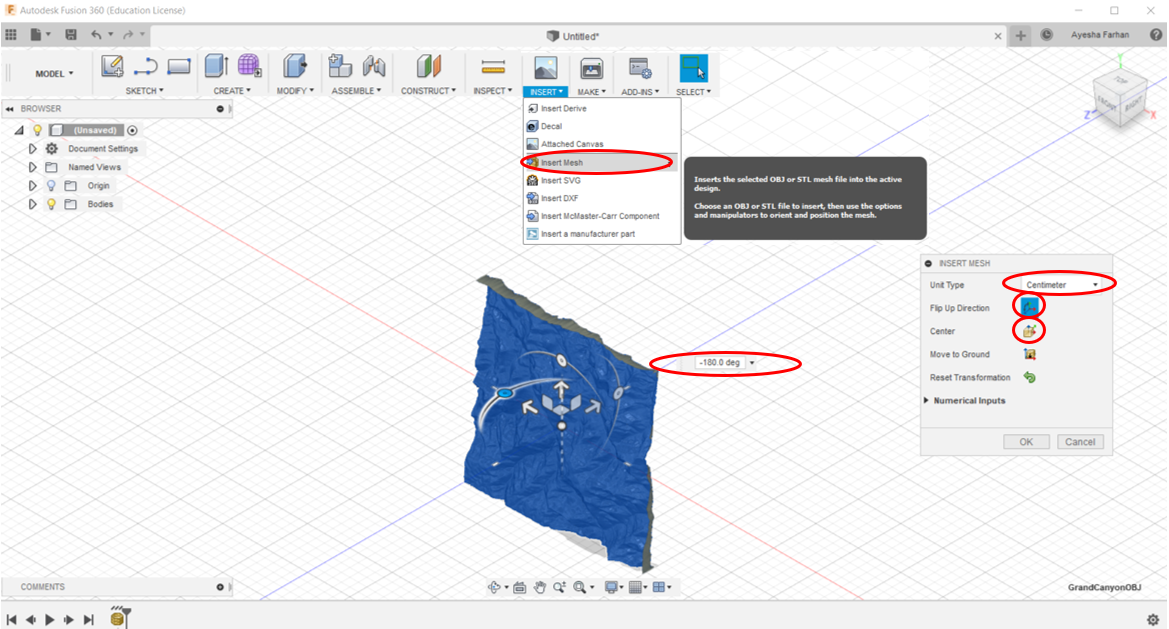 Autodesk Fusion 360 (Education License)
Untitled*
Ayesha Farhan
MODEL
SKETCH
CREATE
MODIFY
ASSEMBLE
CONSTRUCT
INSPECT
INSERT
MAKE
ADD-INS
SELECT
BROWSER
(Unsaved)
Document Settings
Named Views
Origin
Bodies
Insert Derive
Decal
Attached Canvas
Insert Mesh
Insert SVG
Insert DXF
Insert McMaster-Carr Component
Insert a manufacturer part
Inserts the selected OBJ or STL mesh file into the active
design.
Choose an OBJ or STL file to insert, then use the options
and manipulators to orient and position the mesh.
TOP
FRONT
RIGHT
Y
Z
X
INSERT MESH
Unit Type Centimeter
Flip Up Direction
Center
Move to Ground
Reset Transformation
Numerical Inputs
OK Cancel
-180.0 deg
COMMENTS
GrandCanyonOBJ